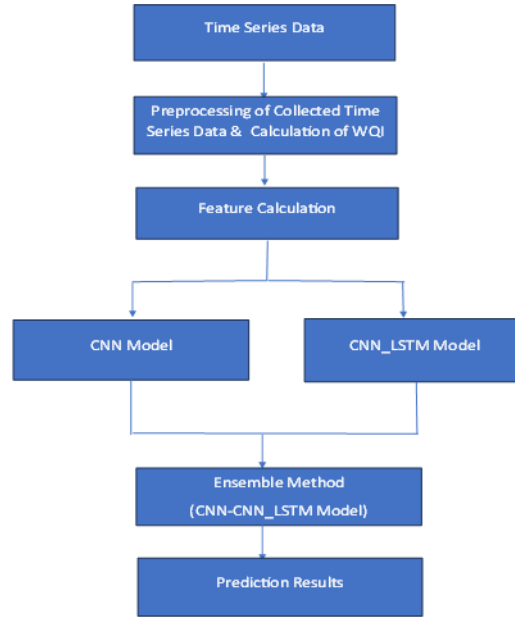 Time Series Data
Preprocessing of Collected Time
Series Data & Calculation of WQI
Feature Calculation
CNN Model
CNN_LSTM Model
Ensemble Method
(CNN-CNN_LSTM Model)
Prediction Results